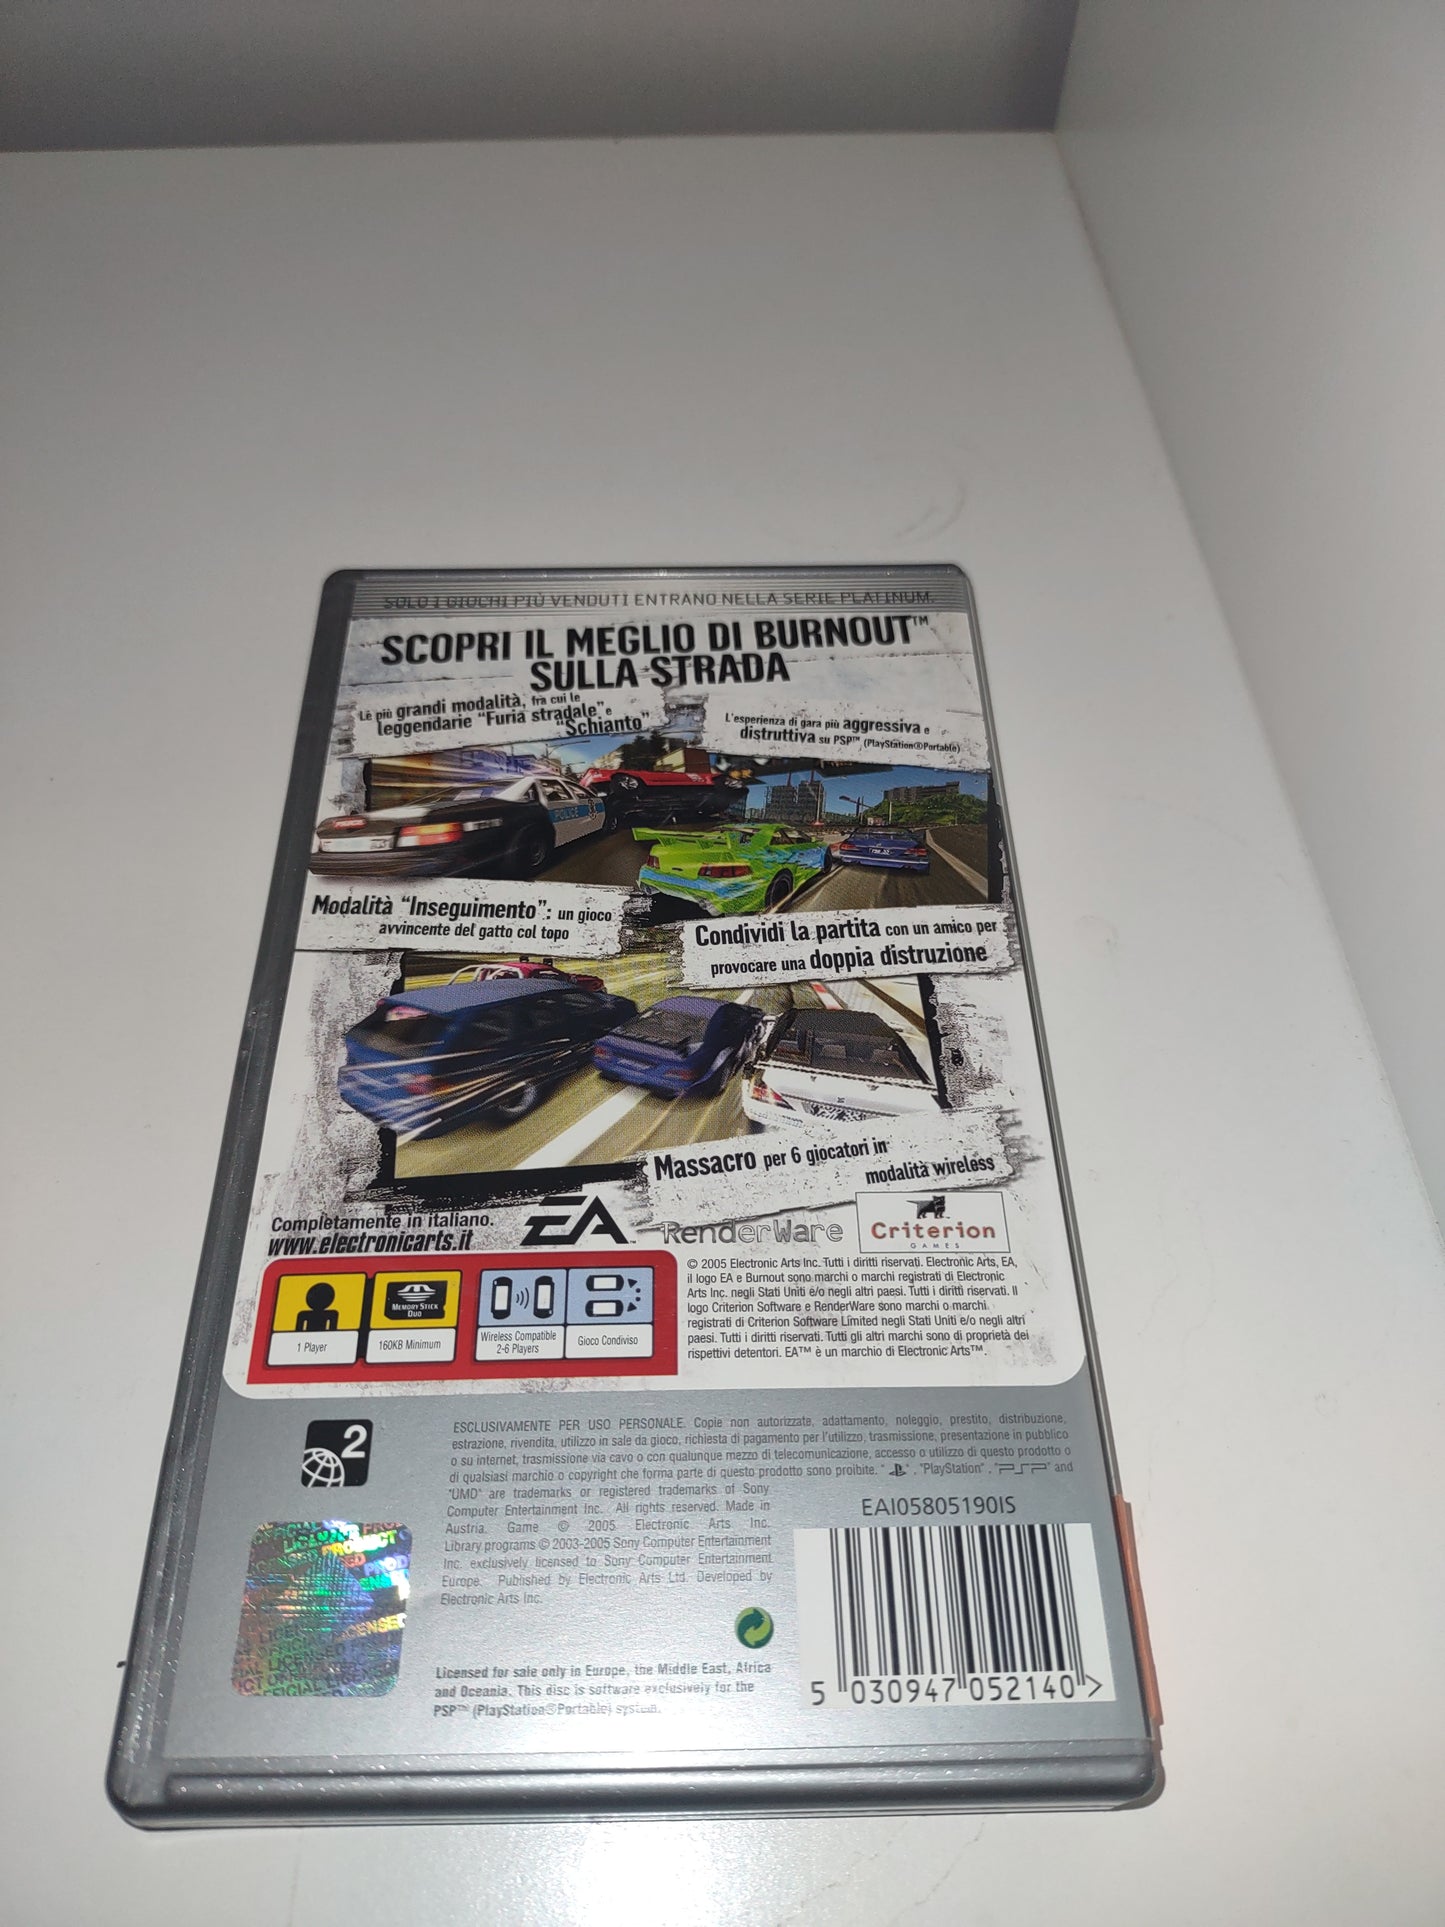 SOLO I GIOCHI PIÙ VENDUTI ENTRANO NELLA SERIE PLATINUM.
SCOPRI IL MEGLIO DI BURNOUT™
SULLA STRADA
Le più grandi modalità, fra cui le
leggendarie "Furia stradale" e
"Schianto"
L'esperienza di gara più aggressiva e
distruttiva su PSP™ (PlayStation®Portable)
POLICE
Modalità "Inseguimento": un gioco
avvincente del gatto col topo
Condividi la partita con un amico per
provocare una doppia distruzione
Massacro per 6 giocatori in
modalità wireless
Completamente in italiano.
www.electronicarts.it
EA™
RenderWare
Criterion
GAMES
1 Player
MEMORY STICK
DUO
160KB Minimum
Wireless Compatible
2-6 Players
Gioco Condiviso
© 2005 Electronic Arts Inc. Tutti i diritti riservati. Electronic Arts, EA,
il logo EA e Burnout sono marchi o marchi registrati di Electronic
Arts Inc. negli Stati Uniti e/o negli altri paesi. Tutti i diritti riservati. Il
logo Criterion Software e RenderWare sono marchi o marchi
registrati di Criterion Software Limited negli Stati Uniti e/o negli altri
paesi. Tutti i diritti riservati. Tutti gli altri marchi sono di proprietà dei
rispettivi detentori. EA™ è un marchio di Electronic Arts™.
2
ESCLUSIVAMENTE PER USO PERSONALE. Copie non autorizzate, adattamento, noleggio, prestito, distribuzione,
estrazione, rivendita, utilizzo in sale da gioco, richiesta di pagamento per l'utilizzo, trasmissione, presentazione in pubblico
o su internet, trasmissione via cavo o con qualunque mezzo di telecomunicazione, accesso o utilizzo di questo prodotto o
di qualsiasi marchio o copyright che forma parte di questo prodotto sono proibite. " ", "PlayStation", "PSP" and
"UMD" are trademarks or registered trademarks of Sony
Computer Entertainment Inc. All rights reserved. Made in
Austria. Game © 2005 Electronic Arts Inc.
Library programs © 2003-2005 Sony Computer Entertainment
Inc. exclusively licensed to Sony Computer Entertainment
Europe. Published by Electronic Arts Ltd. Developed by
Electronic Arts Inc.
EAI05805190IS
Licensed for sale only in Europe, the Middle East, Africa
and Oceania. This disc is software exclusively for the
PSP™ (PlayStation®Portable) system.
5 030947 052140 >